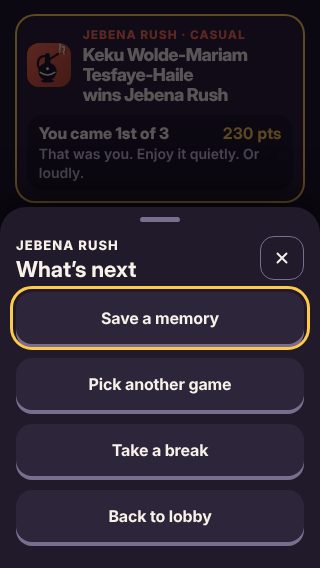 JEBENA RUSH · CASUAL
Keku Wolde-Mariam
Tesfaye-Haile
wins Jebena Rush
You came 1st of 3 230 pts
That was you. Enjoy it quietly. Or
loudly.
JEBENA RUSH
What's next
Save a memory
Pick another game
Take a break
Back to lobby